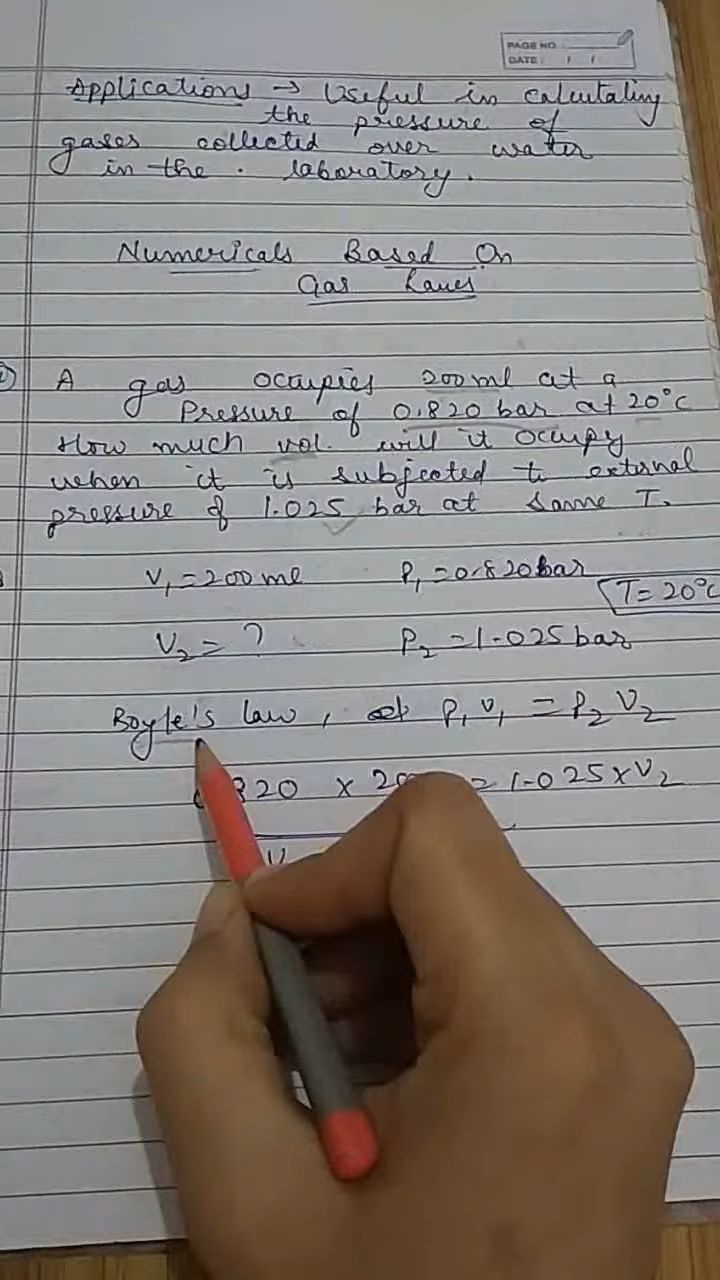 PAGE NO.
DATE: / /
Applications → Useful in calculating
the pressure of
gases collected over water
in the . laboratory.
Numericals Based On
Gas Laws
A gas occupies 200ml at a
Pressure of 0.820 bar at 20°C
How much vol. will it occupy
when it is subjected to external
pressure of 1.025 bar at same T.
V₁ = 200 ml P₁ = 0.820 bar
T = 20°C
V₂ = ? P₂ = 1.025 bar
Boyle's law, P₁ V₁ = P₂ V₂
820 × 20 = 1.025 × V₂
V